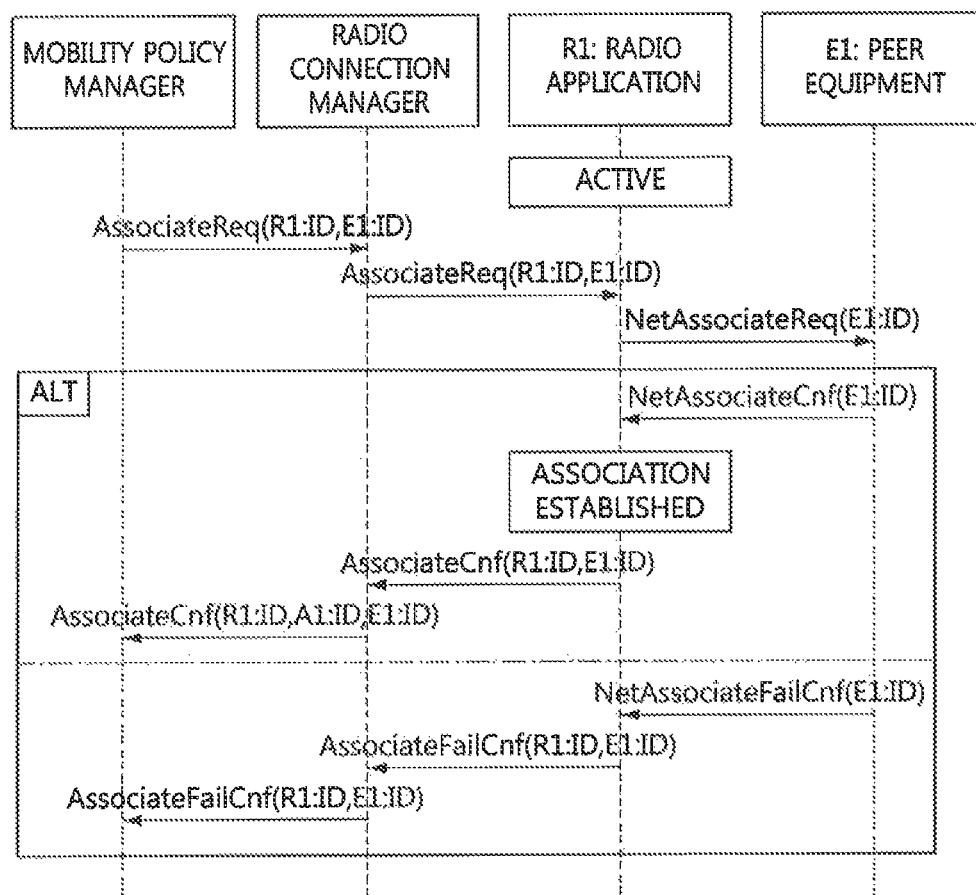 MOBILITY POLICY
MANAGER
RADIO
CONNECTION
MANAGER
R1: RADIO
APPLICATION
E1: PEER
EQUIPMENT
ACTIVE
AssociateReq(R1:ID,E1:ID)
AssociateReq(R1:ID,E1:ID)
NetAssociateReq(E1:ID)
ALT
NetAssociateCnf(E1:ID)
ASSOCIATION
ESTABLISHED
AssociateCnf(R1:ID,E1:ID)
AssociateCnf(R1:ID,A1:ID,E1:ID)
NetAssociateFailCnf(E1:ID)
AssociateFailCnf(R1:ID,E1:ID)
AssociateFailCnf(R1:ID,E1:ID)